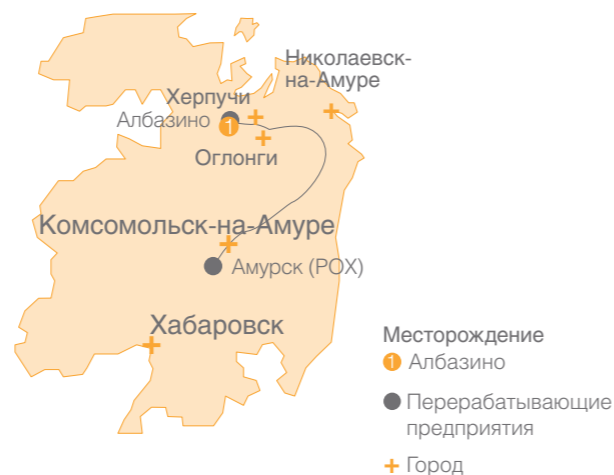 Николаевск-
на-Амуре
Херпучи
Албазино
1
Оглонги
Комсомольск-на-Амуре
Амурск (POX)
Хабаровск
Месторождение
1 Албазино
Перерабатывающие
предприятия
Город